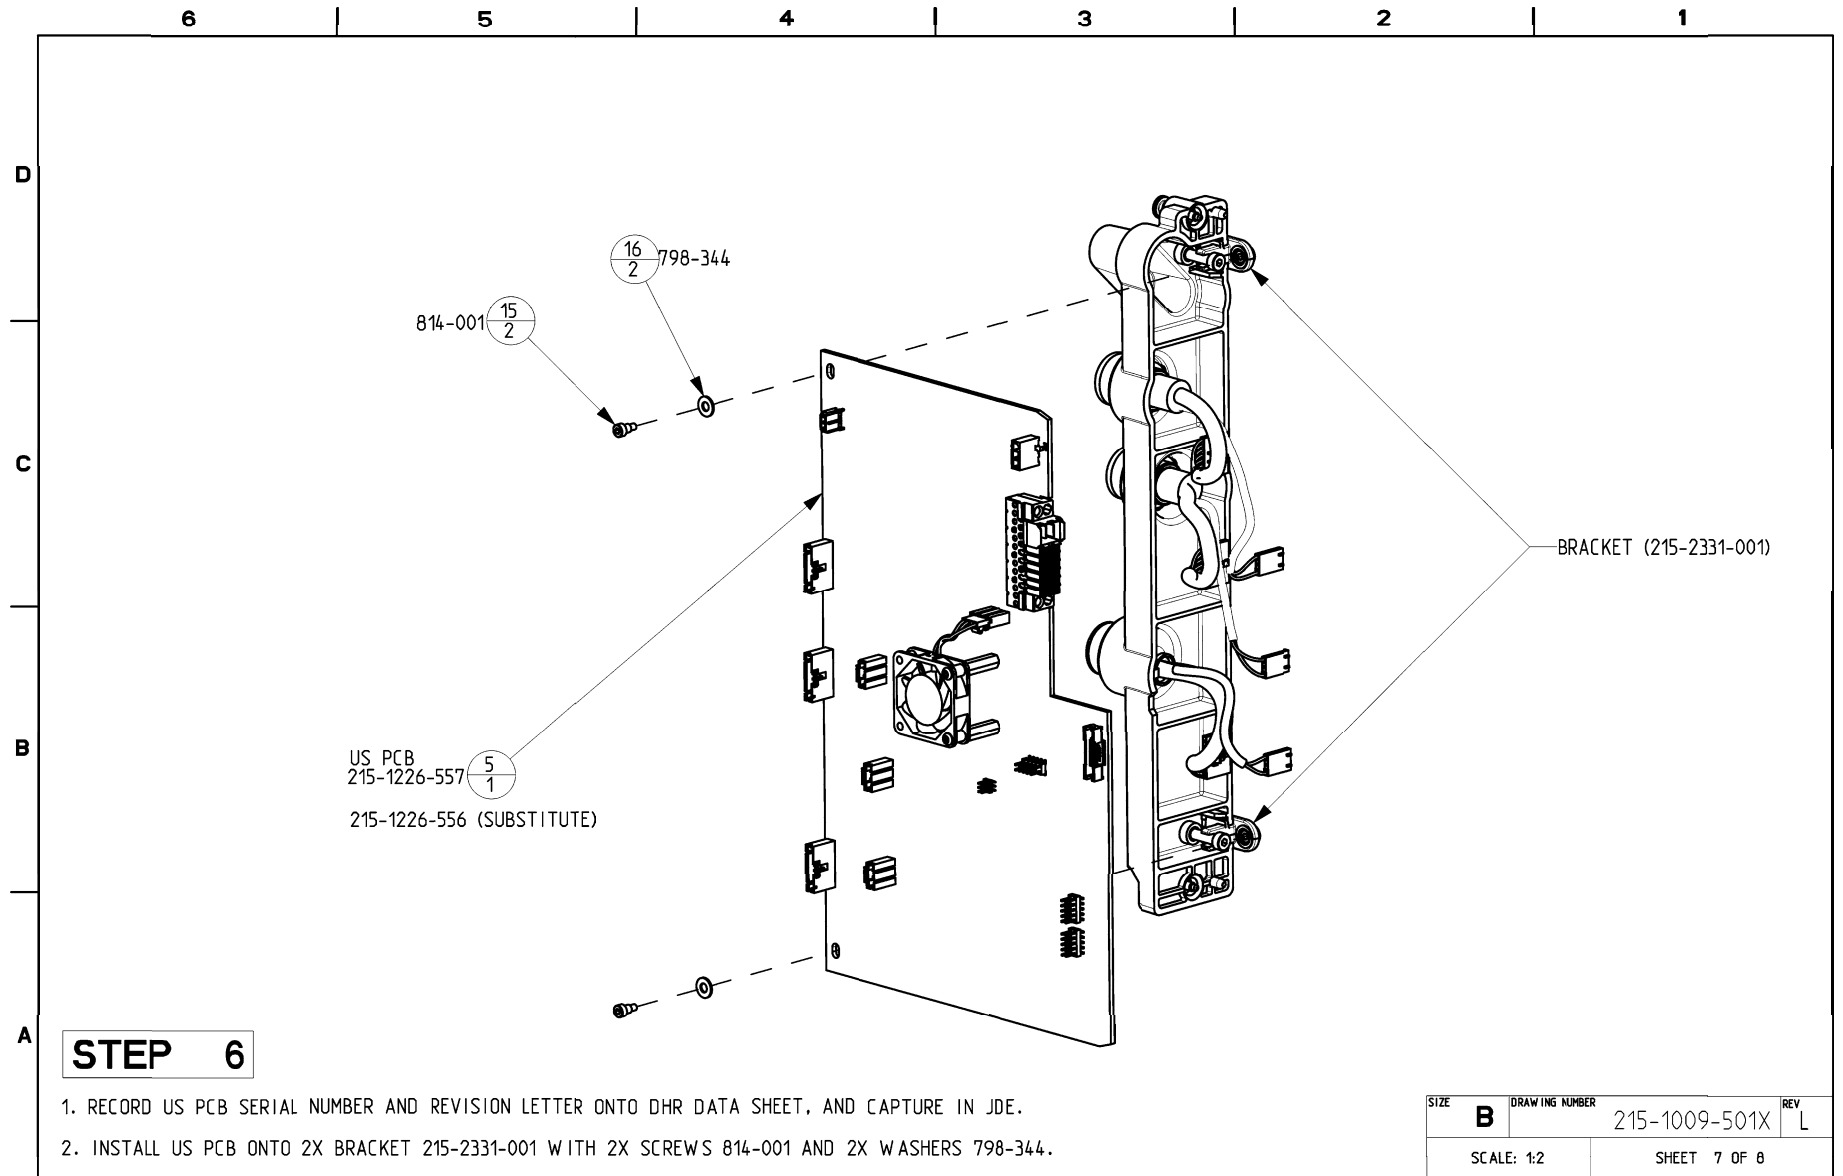 6 5 4 3 2 1
D
C
B
A
16
2
798-344
814-001
15
2
BRACKET (215-2331-001)
US PCB
215-1226-557
5
1
215-1226-556 (SUBSTITUTE)
STEP 6
1. RECORD US PCB SERIAL NUMBER AND REVISION LETTER ONTO DHR DATA SHEET, AND CAPTURE IN JDE.
2. INSTALL US PCB ONTO 2X BRACKET 215-2331-001 WITH 2X SCREWS 814-001 AND 2X WASHERS 798-344.
SIZE
B
DRAWING NUMBER
215-1009-501X
REV
L
SCALE: 1:2
SHEET 7 OF 8